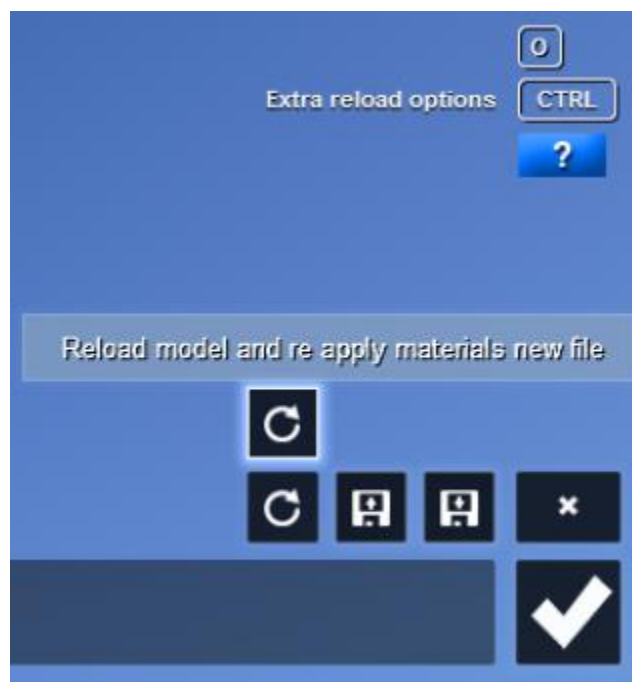 O
Extra reload options CTRL
?
Reload model and re apply materials new file